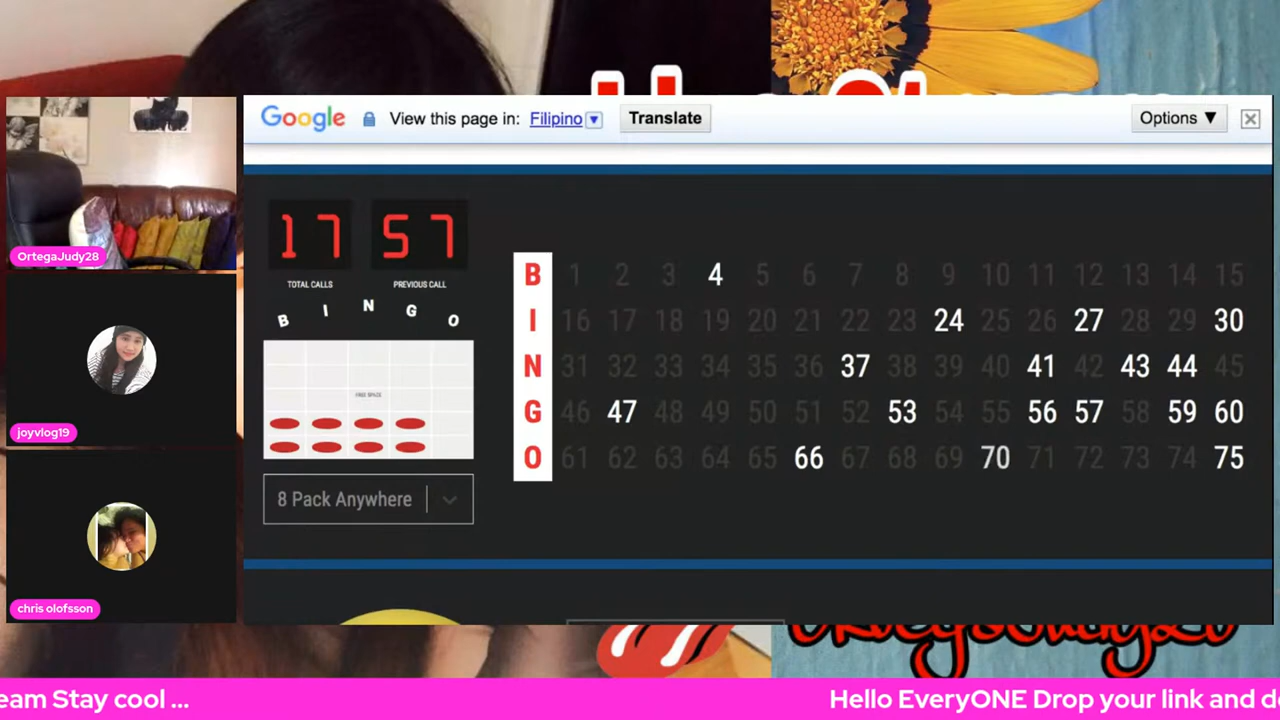 Google View this page in: Filipino Translate Options ▼
17 57
TOTAL CALLS PREVIOUS CALL
B I N G O
FREE SPACE
8 Pack Anywhere
B 1 2 3 4 5 6 7 8 9 10 11 12 13 14 15
I 16 17 18 19 20 21 22 23 24 25 26 27 28 29 30
N 31 32 33 34 35 36 37 38 39 40 41 42 43 44 45
G 46 47 48 49 50 51 52 53 54 55 56 57 58 59 60
O 61 62 63 64 65 66 67 68 69 70 71 72 73 74 75
OrtegaJudy28
joyvlog19
chris olofsson
eam Stay cool ...
Hello EveryONE Drop your link and d